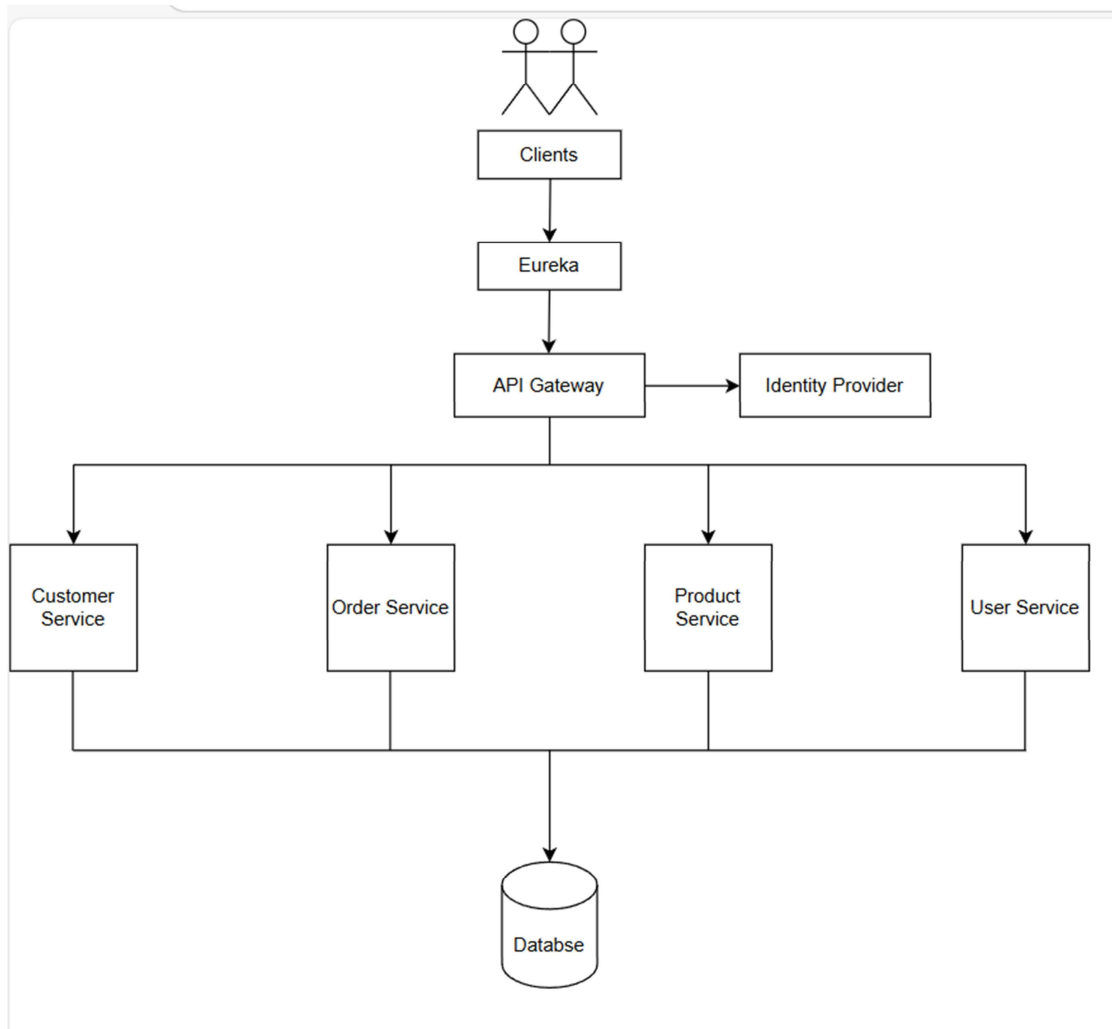 Clients
Eureka
API Gateway
Identity Provider
Customer
Service
Order Service
Product
Service
User Service
Databse